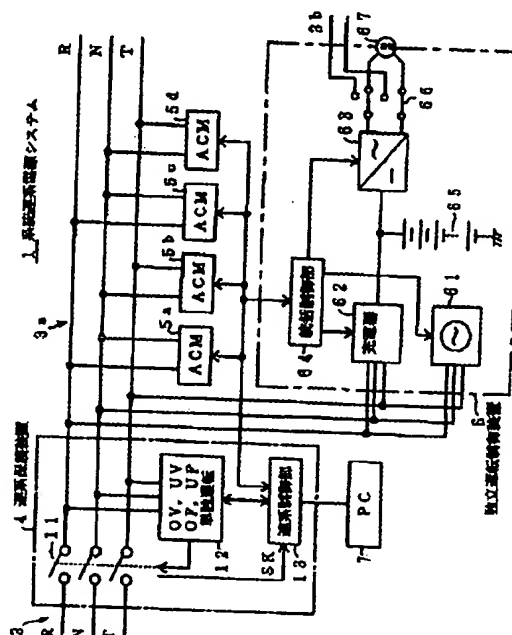 1 系統連系電源システム
R
N
T
3a
3b
4 連系保護装置
11
3
R
N
T
OV, UV
OF, UP
単独運転
12
SK
連系制御部
13
PC
7
5a
ACM
5b
ACM
5c
ACM
5d
ACM
統括制御部
64
充電器
62
61
65
68
66
67
6
独立運転制御装置